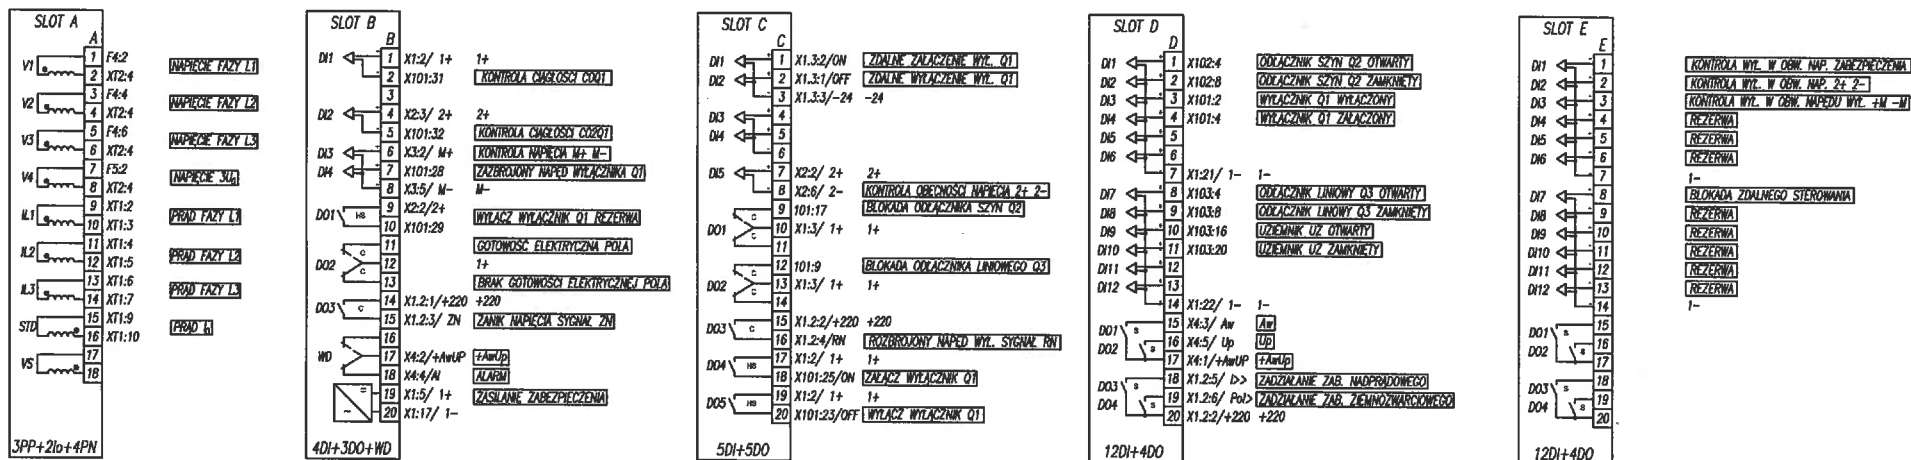 SLOT A
A
V1 1 F4:2 NAPIĘCIE FAZY L1
2 XT2:4
V2 3 F4:4 NAPIĘCIE FAZY L2
4 XT2:4
V3 5 F4:6 NAPIĘCIE FAZY L3
6 XT2:4
V4 7 F5:2 NAPIĘCIE 3U0
8 XT2:4
IL1 9 XT1:2 PRĄD FAZY L1
10 XT1:3
IL2 11 XT1:4 PRĄD FAZY L2
12 XT1:5
IL3 13 XT1:6 PRĄD FAZY L3
14 XT1:7
STD 15 XT1:9 PRĄD I0
16 XT1:10
VS 17
18
3PP+2Io+4PN
SLOT B
B
DI1 1 X1:2/ 1+ 1+
2 X101:31 KONTROLA CIĄGŁOŚCI COQ1
3
DI2 4 X2:3/ 2+ 2+
5 X101:32 KONTROLA CIĄGŁOŚCI CO2Q1
DI3 6 X3:2/ M+ KONTROLA NAPIĘCIA M+ M-
DI4 7 X101:28 ZAZBROJONY NAPĘD WYŁĄCZNIKA Q1
8 X3:5/ M- M-
DO1 HS 9 X2:2/2+ WYŁĄCZ WYŁĄCZNIK Q1 REZERWA
10 X101:29
DO2 C C 11 GOTOWOŚĆ ELEKTRYCZNA POLA
12 1+
13 BRAK GOTOWOŚCI ELEKTRYCZNEJ POLA
DO3 C 14 X1.2:1/+220 +220
15 X1.2:3/ ZN ZANIK NAPIĘCIA SYGNAŁ ZN
16
WD 17 X4:2/+AwUP +AwUp
18 X4:4/Al ALARM
19 X1:5/ 1+ ZASILANIE ZABEZPIECZENIA
20 X1:17/ 1-
4DI+3DO+WD
SLOT C
C
DI1 1 X1.3:2/ON ZDALNE ZAŁĄCZENIE WYŁ. Q1
DI2 2 X1.3:1/OFF ZDALNE WYŁĄCZENIE WYŁ. Q1
3 X1.3:3/-24 -24
DI3 4
DI4 5
6
DI5 7 X2:2/ 2+ 2+
8 X2:6/ 2- KONTROLA OBECNOŚCI NAPIĘCIA 2+ 2-
9 101:17 BLOKADA ODŁĄCZNIKA SZYN Q2
DO1 C C 10 X1:3/ 1+ 1+
11
12 101:9 BLOKADA ODŁĄCZNIKA LINIOWEGO Q3
DO2 C C 13 X1:3/ 1+ 1+
14
DO3 C 15 X1.2:2/+220 +220
16 X1.2:4/RN ROZBROJONY NAPĘD WYŁ. SYGNAŁ RN
DO4 HS 17 X1:2/ 1+ 1+
18 X101:25/ON ZAŁĄCZ WYŁĄCZNIK Q1
DO5 HS 19 X1:2/ 1+ 1+
20 X101:23/OFF WYŁĄCZ WYŁĄCZNIK Q1
5DI+5DO
SLOT D
D
DI1 1 X102:4 ODŁĄCZNIK SZYN Q2 OTWARTY
DI2 2 X102:8 ODŁĄCZNIK SZYN Q2 ZAMKNIĘTY
DI3 3 X101:2 WYŁĄCZNIK Q1 WYŁĄCZONY
DI4 4 X101:4 WYŁĄCZNIK Q1 ZAŁĄCZONY
DI5 5
DI6 6
7 X1:21/ 1- 1-
DI7 8 X103:4 ODŁĄCZNIK LINIOWY Q3 OTWARTY
DI8 9 X103:8 ODŁĄCZNIK LINIOWY Q3 ZAMKNIĘTY
DI9 10 X103:16 UZIEMNIK UZ OTWARTY
DI10 11 X103:20 UZIEMNIK UZ ZAMKNIĘTY
DI11 12
DI12 13
14 X1:22/ 1- 1-
DO1 S 15 X4:3/ Aw Aw
DO2 S 16 X4:5/ Up Up
17 X4:1/+AwUP +AwUp
DO3 S 18 X1.2:5/ I>> ZADZIAŁANIE ZAB. NADPRĄDOWEGO
DO4 S 19 X1.2:6/ Po1> ZADZIAŁANIE ZAB. ZIEMNOZWARCIOWEGO
20 X1.2:2/+220 +220
12DI+4DO
SLOT E
E
DI1 1 KONTROLA WYŁ. W OBW. NAP. ZABEZPIECZENIA
DI2 2 KONTROLA WYŁ. W OBW. NAP. 2+ 2-
DI3 3 KONTROLA WYŁ. W OBW. NAPĘDU WYŁ. +M -M
DI4 4 REZERWA
DI5 5 REZERWA
DI6 6 REZERWA
7 1-
DI7 8 BLOKADA ZDALNEGO STEROWANIA
DI8 9 REZERWA
DI9 10 REZERWA
DI10 11 REZERWA
DI11 12 REZERWA
DI12 13 REZERWA
14 1-
DO1 S 15
DO2 S 16
17
DO3 S 18
DO4 S 19
20
12DI+4DO